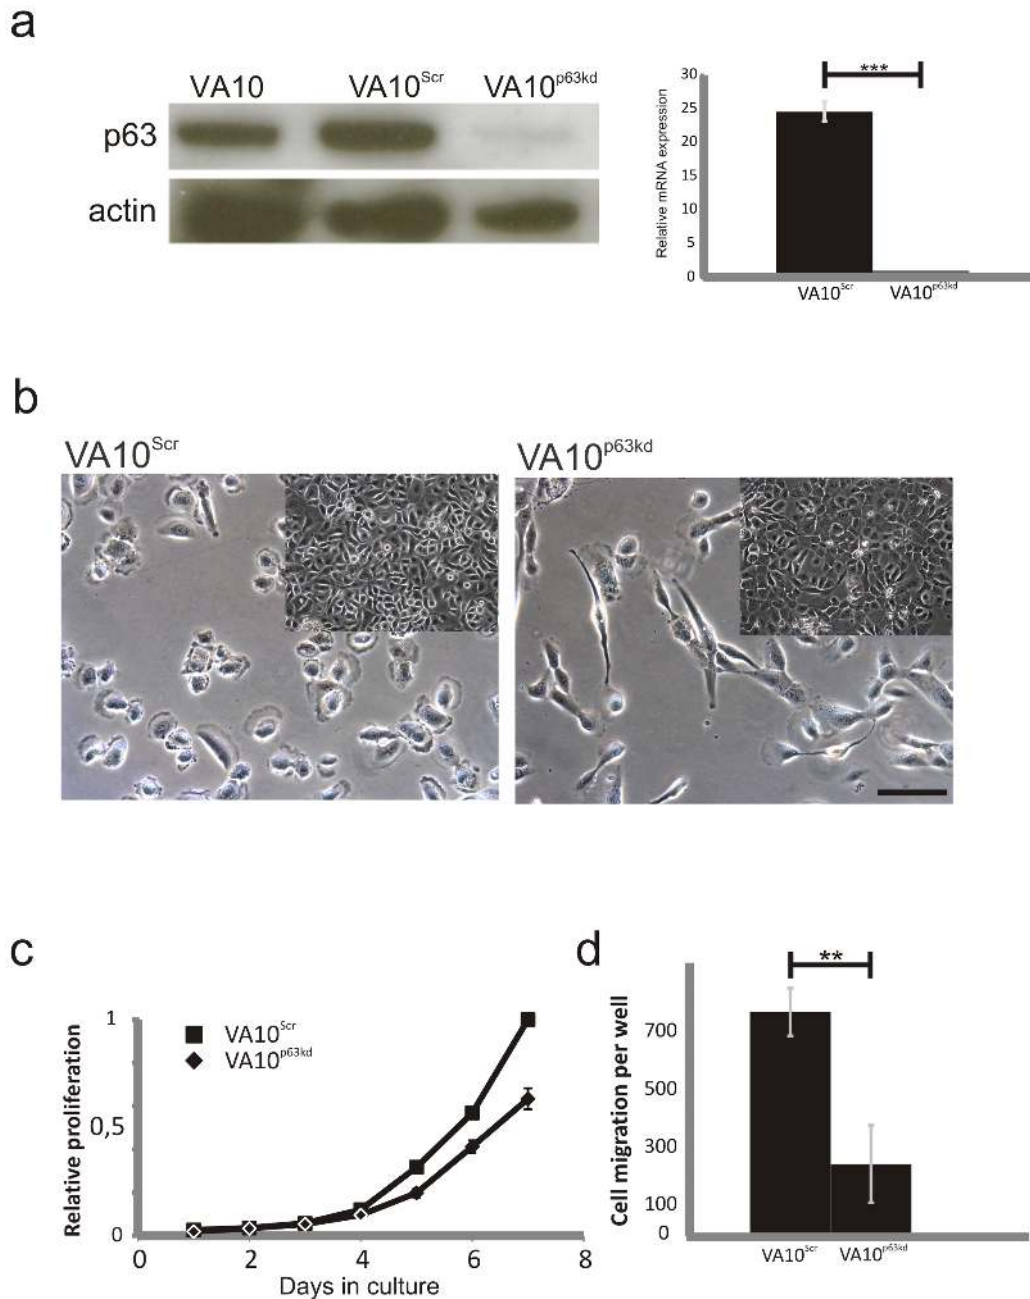 a
VA10 VA10Scr VA10p63kd
p63
actin
***
30
25
20
15
10
5
0
Relative mRNA expression
VA10Scr VA10p63kd
b
VA10Scr VA10p63kd
c
1
0,5
0
Relative proliferation
VA10Scr
VA10p63kd
0 2 4 6 8
Days in culture
d
**
700
500
300
100
0
Cell migration per well
VA10Scr VA10p63kd